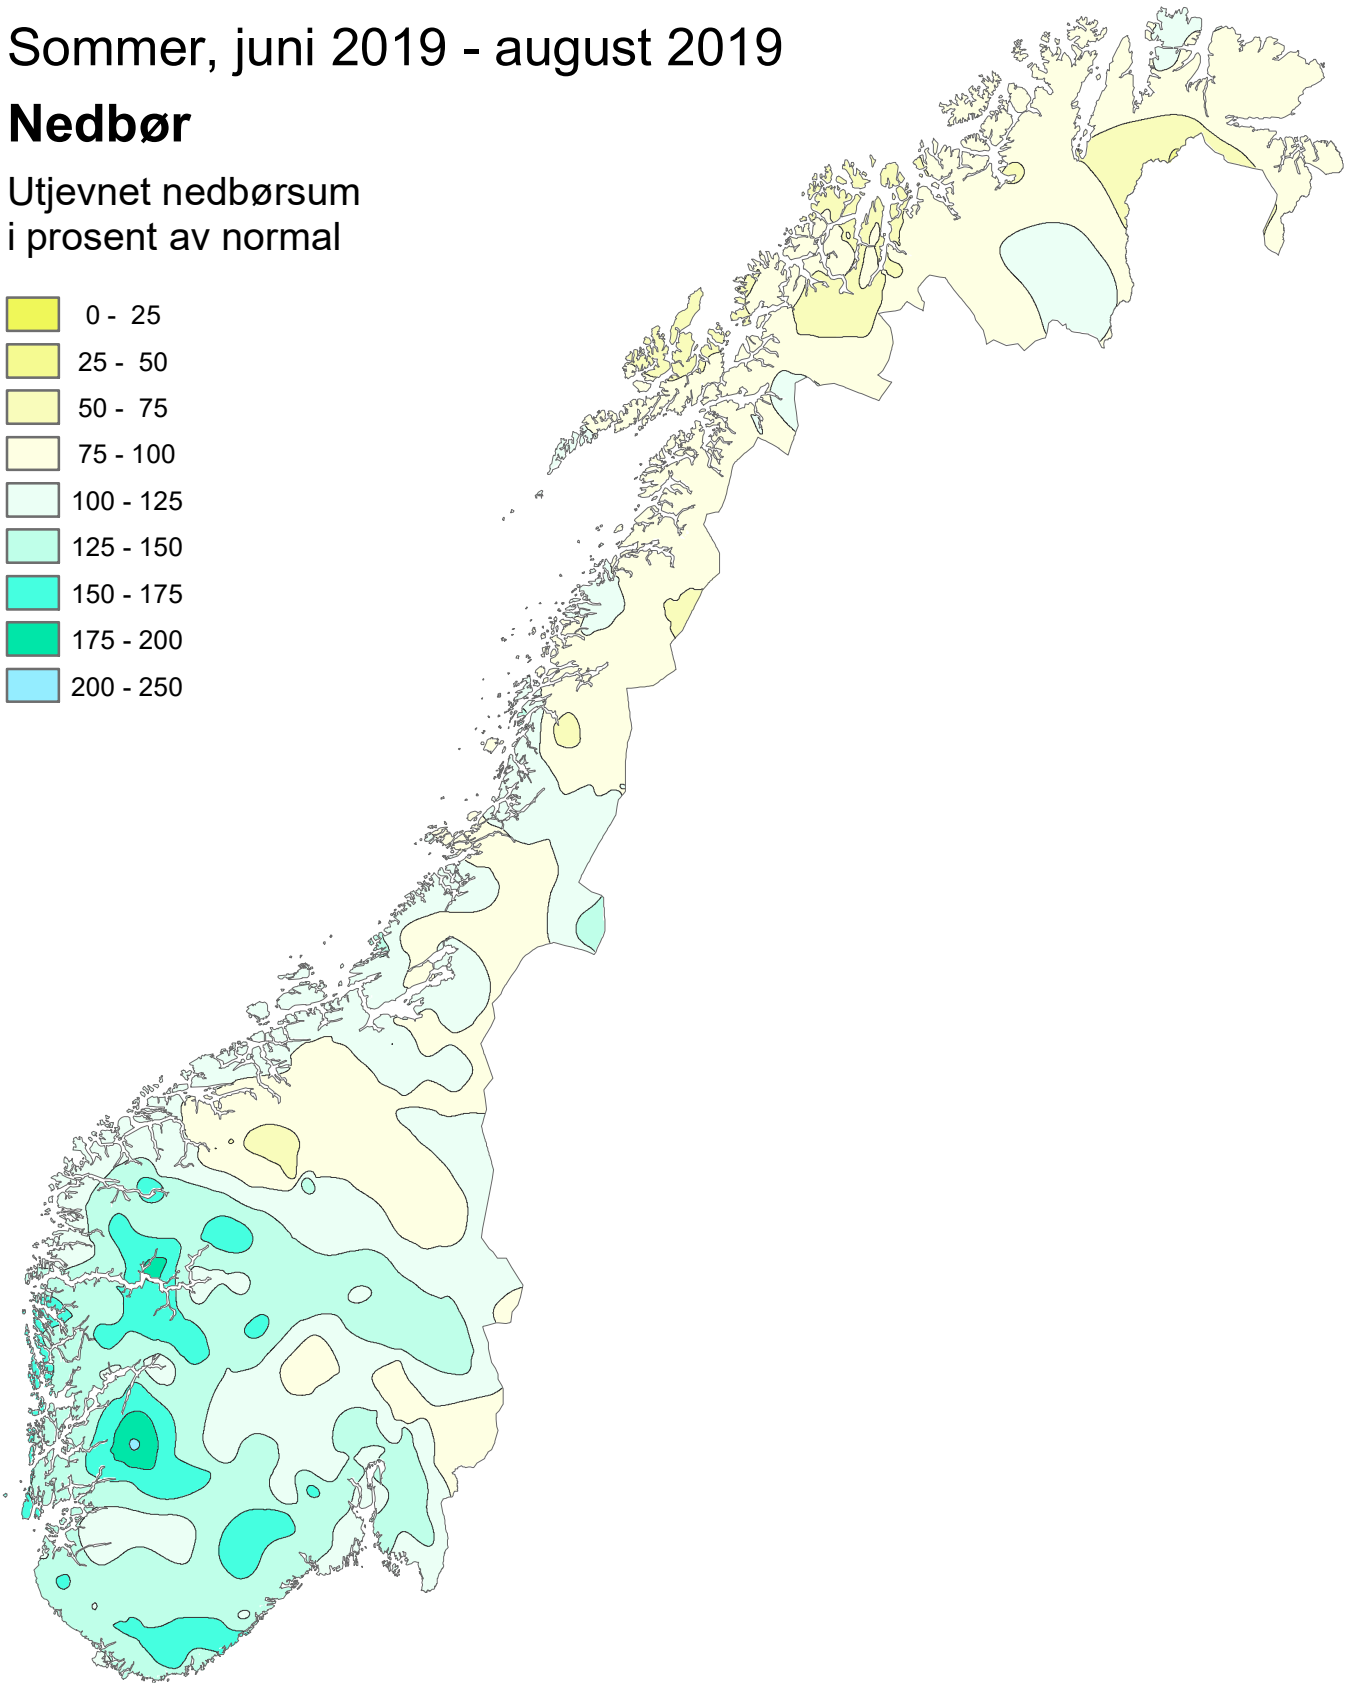 Sommer, juni 2019 - august 2019
Nedbør
Utjevnet nedbørsum
i prosent av normal
0 - 25
25 - 50
50 - 75
75 - 100
100 - 125
125 - 150
150 - 175
175 - 200
200 - 250